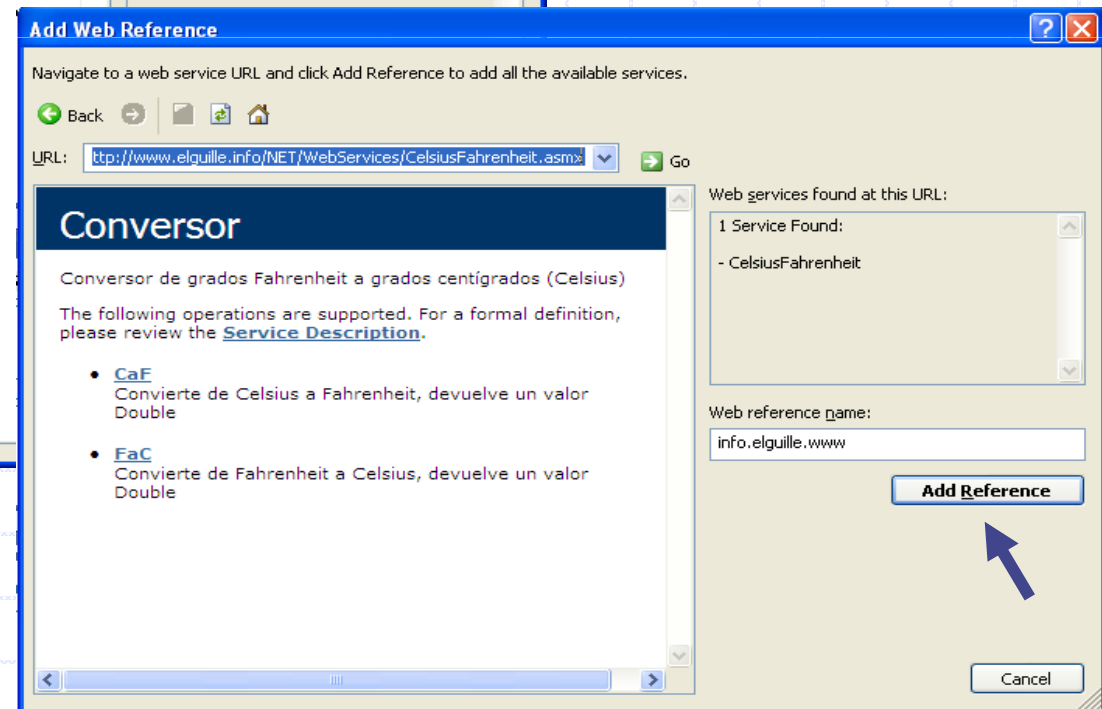 Add Web Reference
Navigate to a web service URL and click Add Reference to add all the available services.
Back
URL: ttp://www.elguille.info/NET/WebServices/CelsiusFahrenheit.asmx
Go
Conversor
Conversor de grados Fahrenheit a grados centígrados (Celsius)
The following operations are supported. For a formal definition,
please review the Service Description.
• CaF
Convierte de Celsius a Fahrenheit, devuelve un valor
Double
• FaC
Convierte de Fahrenheit a Celsius, devuelve un valor
Double
Web services found at this URL:
1 Service Found:
- CelsiusFahrenheit
Web reference name:
info.elguille.www
Add Reference
Cancel